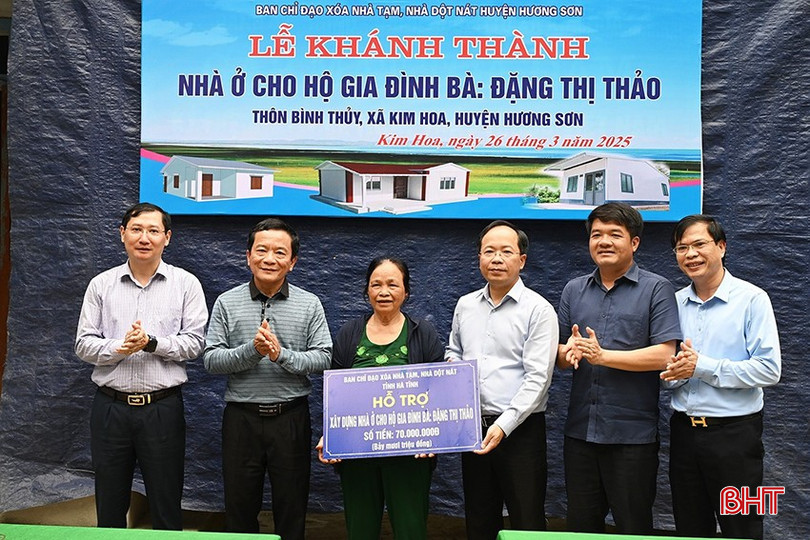 BAN CHỈ ĐẠO XÓA NHÀ TẠM, NHÀ DỘT NÁT HUYỆN HƯƠNG SƠN
LỄ KHÁNH THÀNH
NHÀ Ở CHO HỘ GIA ĐÌNH BÀ: ĐẶNG THỊ THẢO
THÔN BÌNH THỦY, XÃ KIM HOA, HUYỆN HƯƠNG SƠN
Kim Hoa, ngày 26 tháng 3 năm 2025
BAN CHỈ ĐẠO XÓA NHÀ TẠM, NHÀ DỘT NÁT
TỈNH HÀ TĨNH
HỖ TRỢ
XÂY DỰNG NHÀ Ở CHO HỘ GIA ĐÌNH BÀ: ĐẶNG THỊ THẢO
SỐ TIỀN: 70.000.000Đ
(Bảy mươi triệu đồng)
BHT